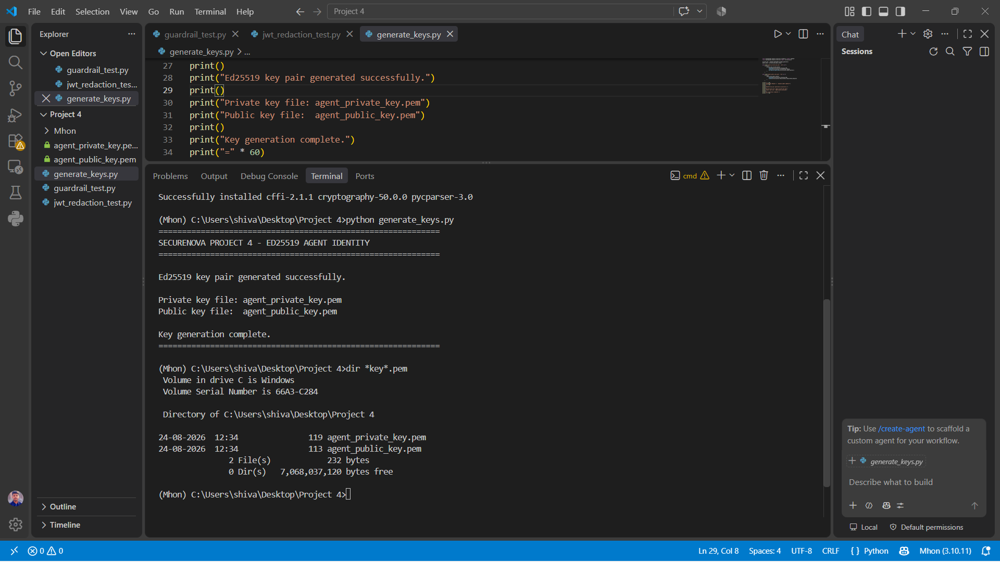 File Edit Selection View Go Run Terminal Help
Project 4
Explorer
Open Editors
guardrail_test.py
jwt_redaction_tes...
generate_keys.py
Project 4
Mhon
agent_private_key.pe...
agent_public_key.pem
generate_keys.py
guardrail_test.py
jwt_redaction_test.py
Outline
Timeline
guardrail_test.py jwt_redaction_test.py generate_keys.py
generate_keys.py > ...
27 print()
28 print("Ed25519 key pair generated successfully.")
29 print()
30 print("Private key file: agent_private_key.pem")
31 print("Public key file:  agent_public_key.pem")
32 print()
33 print("Key generation complete.")
34 print("=" * 60)
Problems Output Debug Console Terminal Ports
cmd
Successfully installed cffi-2.1.1 cryptography-50.0.0 pycparser-3.0
(Mhon) C:\Users\shiva\Desktop\Project 4>python generate_keys.py
============================================================
SECURENOVA PROJECT 4 - ED25519 AGENT IDENTITY
============================================================
Ed25519 key pair generated successfully.
Private key file: agent_private_key.pem
Public key file:  agent_public_key.pem
Key generation complete.
============================================================
(Mhon) C:\Users\shiva\Desktop\Project 4>dir *key*.pem
Volume in drive C is Windows
Volume Serial Number is 66A3-C284
Directory of C:\Users\shiva\Desktop\Project 4
24-08-2026  12:34               119 agent_private_key.pem
24-08-2026  12:34               113 agent_public_key.pem
2 File(s)            232 bytes
0 Dir(s)   7,068,037,120 bytes free
(Mhon) C:\Users\shiva\Desktop\Project 4>
Chat
Sessions
Tip: Use /create-agent to scaffold a
custom agent for your workflow.
generate_keys.py
Describe what to build
Local Default permissions
0 0
Ln 29, Col 8 Spaces: 4 UTF-8 CRLF { } Python Mhon (3.10.11)